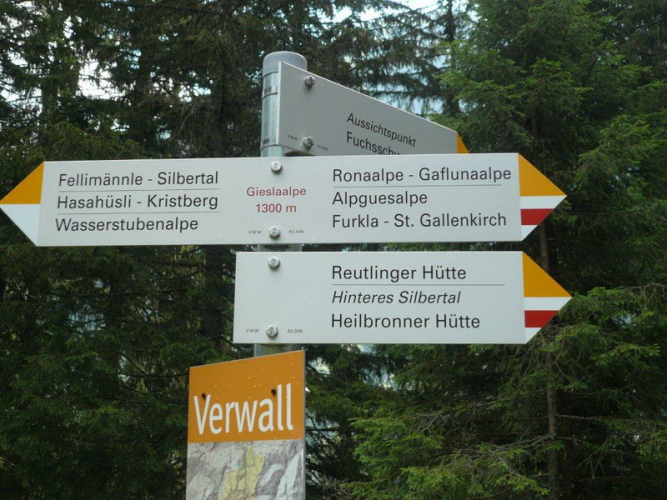 Aussichtspunkt
Fellimännle - Silbertal
Hasahüsli - Kristberg
Wasserstubenalpe
Gieslaalpe
1300 m
Ronaalpe - Gaflunaalpe
Alpguesalpe
Furkla - St. Gallenkirch
Reutlinger Hütte
Hinteres Silbertal
Heilbronner Hütte
Verwall